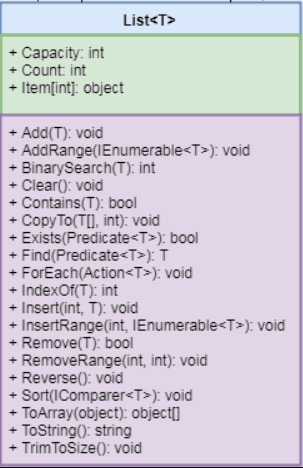 List<T>
+ Capacity: int
+ Count: int
+ Item[int]: object
+ Add(T): void
+ AddRange(IEnumerable<T>): void
+ BinarySearch(T): int
+ Clear(): void
+ Contains(T): bool
+ CopyTo(T[], int): void
+ Exists(Predicate<T>): bool
+ Find(Predicate<T>): T
+ ForEach(Action<T>): void
+ IndexOf(T): int
+ Insert(int, T): void
+ InsertRange(int, IEnumerable<T>): void
+ Remove(T): bool
+ RemoveRange(int, int): void
+ Reverse(): void
+ Sort(IComparer<T>): void
+ ToArray(object): object[]
+ ToString(): string
+ TrimToSize(): void